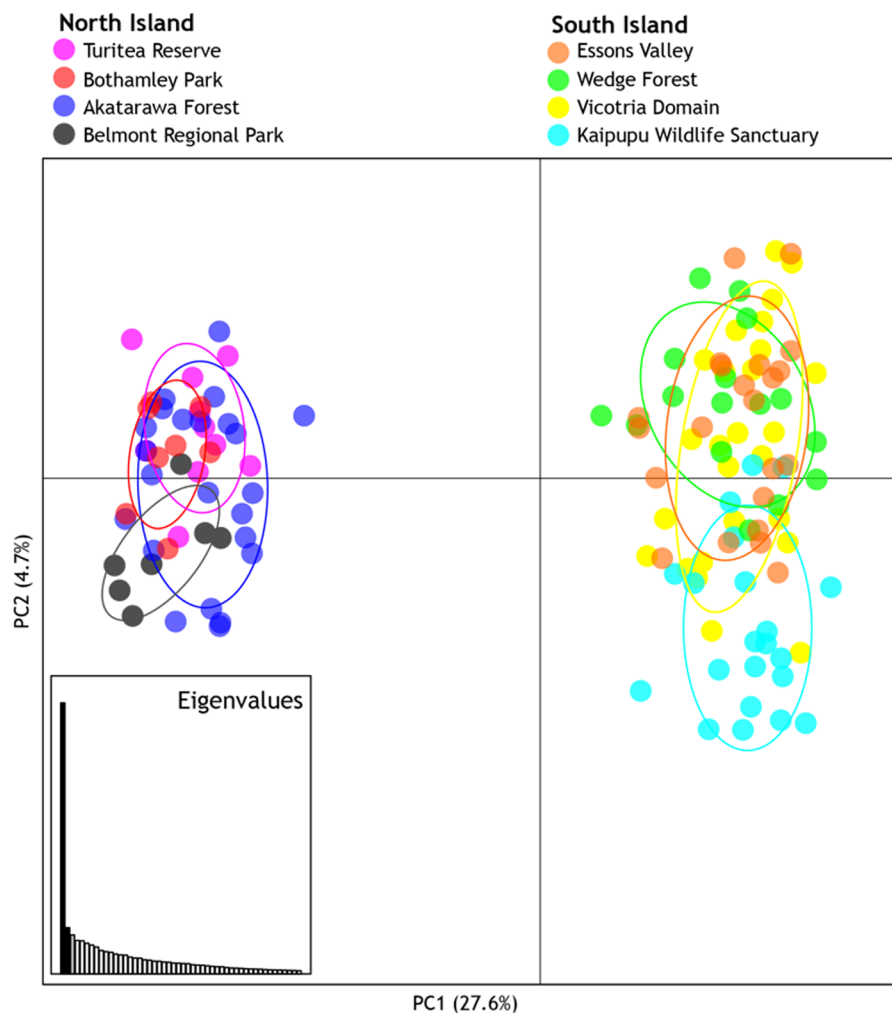 North Island
Turitea Reserve
Bothamley Park
Akatarawa Forest
Belmont Regional Park
South Island
Essons Valley
Wedge Forest
Vicotria Domain
Kaipupu Wildlife Sanctuary
PC2 (4.7%)
Eigenvalues
PC1 (27.6%)